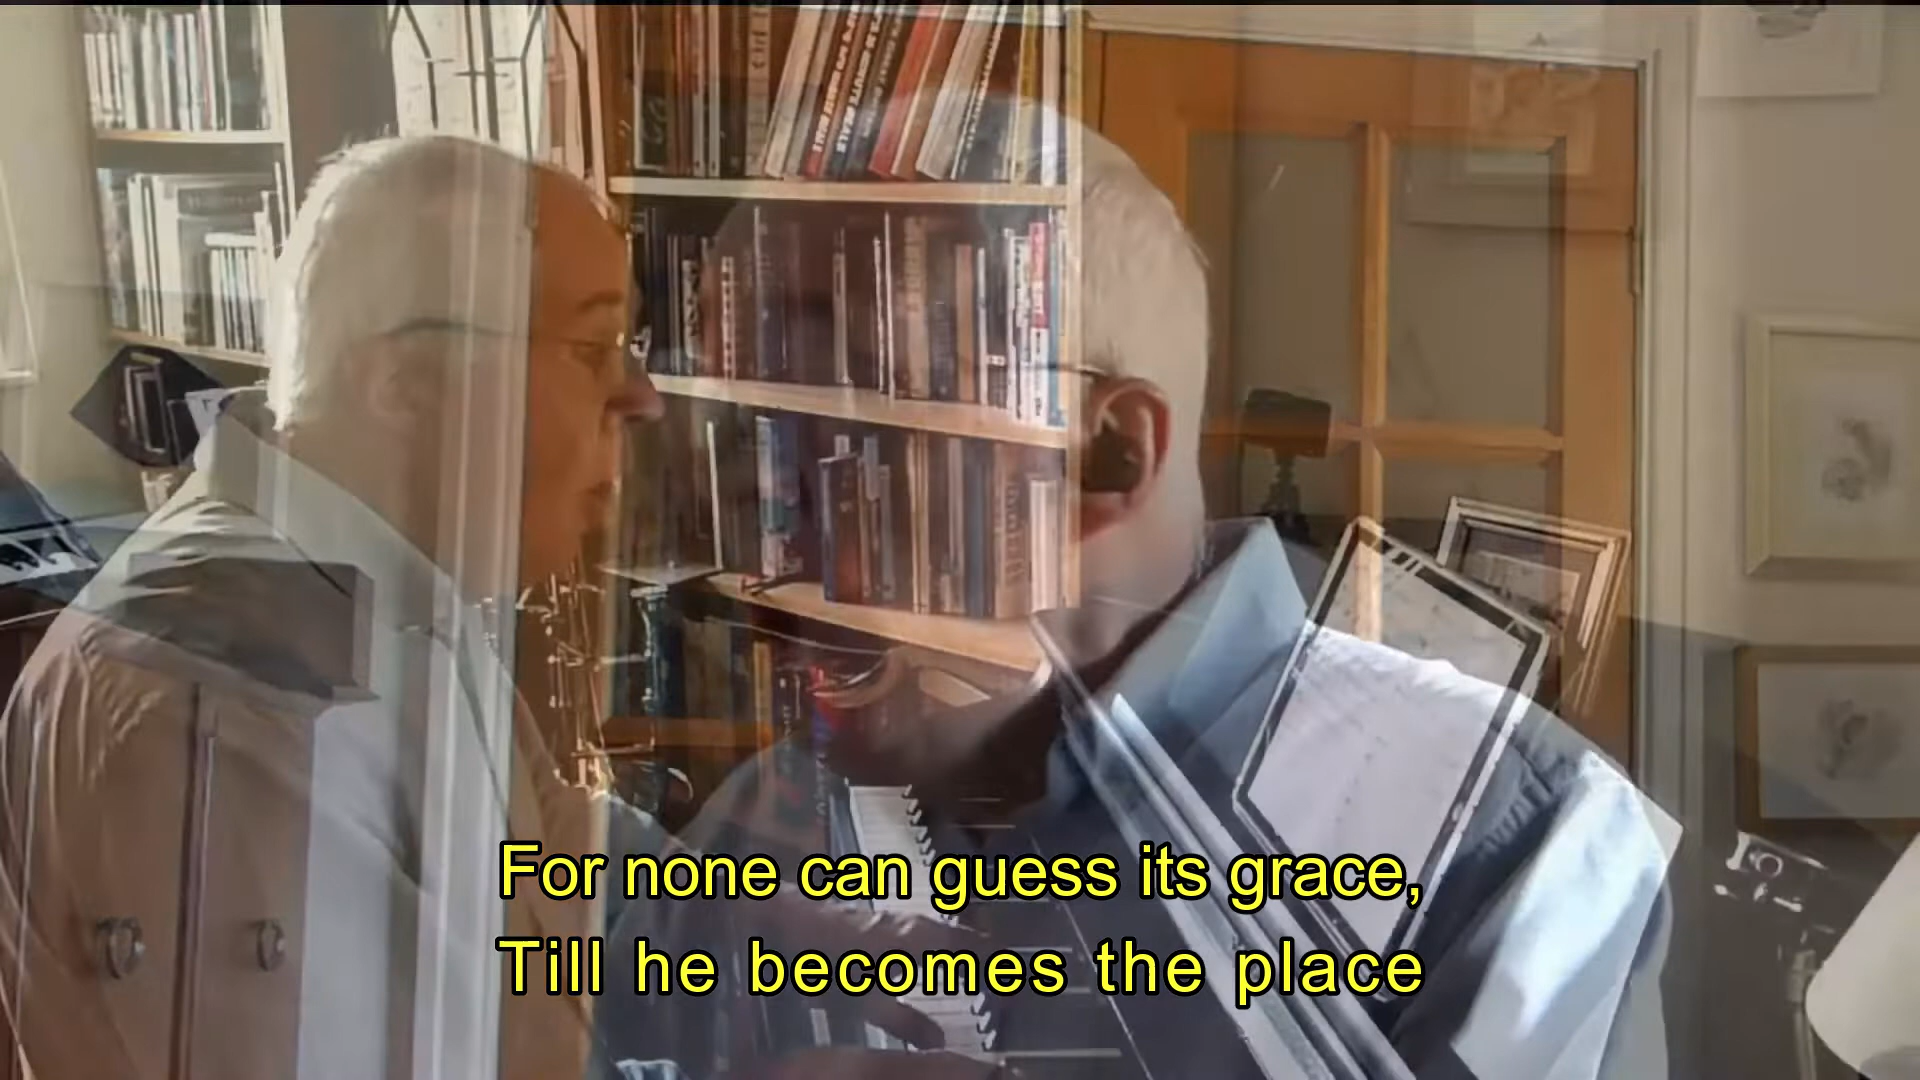 For none can guess its grace,
Till he becomes the place